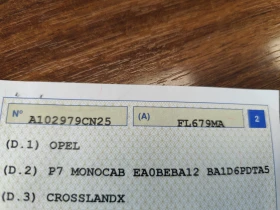 N° A102979CN25 (A) FL679MA 2
(D.1) OPEL
(D.2) P7 MONOCAB EA0BEBA12 BA1D6PDTA5
(D.3) CROSSLANDX